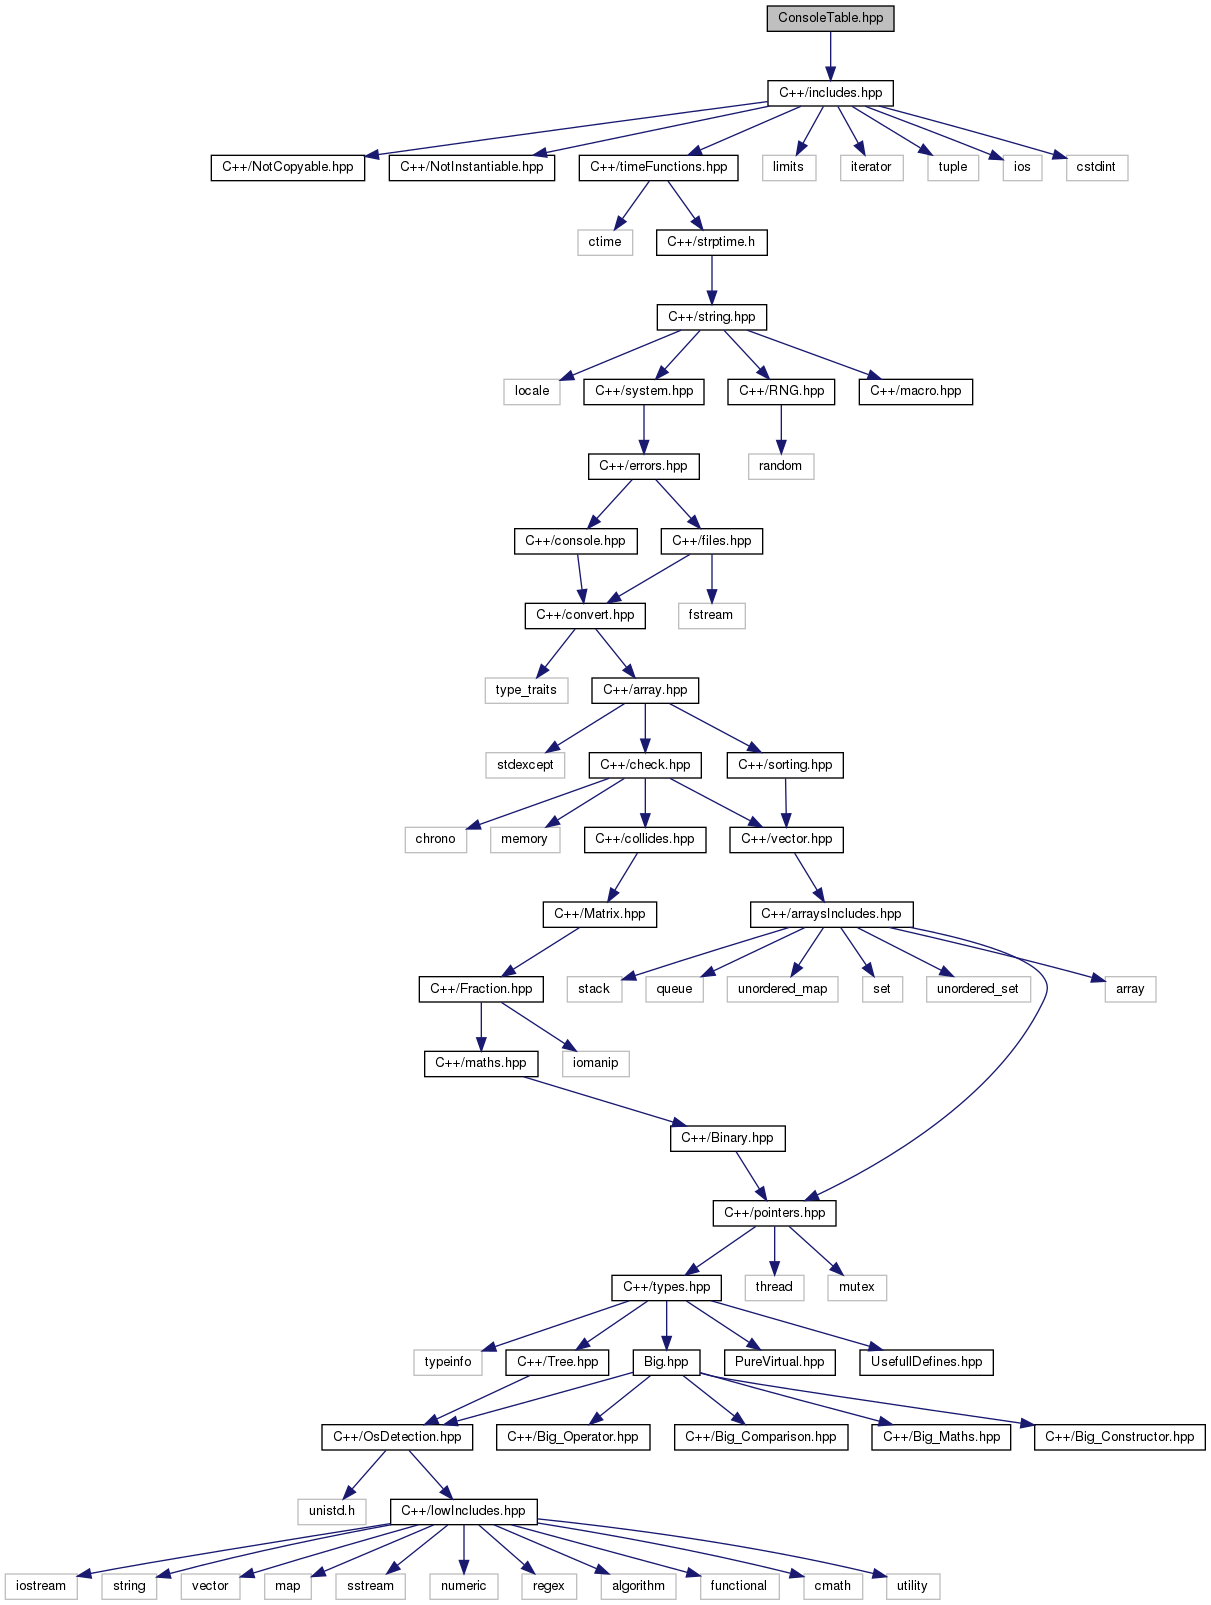 ConsoleTable.hpp
C++/includes.hpp
C++/NotCopyable.hpp
C++/NotInstantiable.hpp
C++/timeFunctions.hpp
limits
iterator
tuple
ios
cstdint
ctime
C++/strptime.h
C++/string.hpp
locale
C++/system.hpp
C++/RNG.hpp
C++/macro.hpp
C++/errors.hpp
random
C++/console.hpp
C++/files.hpp
C++/convert.hpp
fstream
type_traits
C++/array.hpp
stdexcept
C++/check.hpp
C++/sorting.hpp
chrono
memory
C++/collides.hpp
C++/vector.hpp
C++/Matrix.hpp
C++/arraysIncludes.hpp
C++/Fraction.hpp
stack
queue
unordered_map
set
unordered_set
array
C++/maths.hpp
iomanip
C++/Binary.hpp
C++/pointers.hpp
C++/types.hpp
thread
mutex
typeinfo
C++/Tree.hpp
Big.hpp
PureVirtual.hpp
UsefullDefines.hpp
C++/OsDetection.hpp
C++/Big_Operator.hpp
C++/Big_Comparison.hpp
C++/Big_Maths.hpp
C++/Big_Constructor.hpp
unistd.h
C++/lowIncludes.hpp
iostream
string
vector
map
sstream
numeric
regex
algorithm
functional
cmath
utility